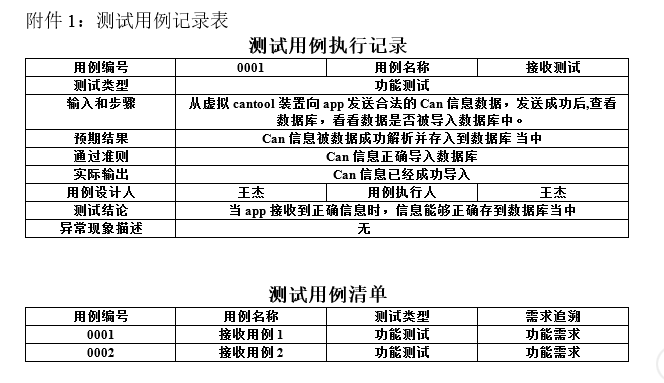 附件 1：测试用例记录表
测试用例执行记录
用例编号 0001 用例名称 接收测试
测试类型 功能测试
输入和步骤 从虚拟 cantool 装置向 app 发送合法的 Can 信息数据，发送成功后,查看
数据库，看看数据是否被导入数据库中。
预期结果 Can 信息被数据成功解析并存入到数据库 当中
通过准则 Can 信息正确导入数据库
实际输出 Can 信息已经成功导入
用例设计人 王杰 用例执行人 王杰
测试结论 当 app 接收到正确信息时，信息能够正确存到数据库当中
异常现象描述 无
测试用例清单
用例编号 用例名称 测试类型 需求追溯
0001 接收用例 1 功能测试 功能需求
0002 接收用例 2 功能测试 功能需求